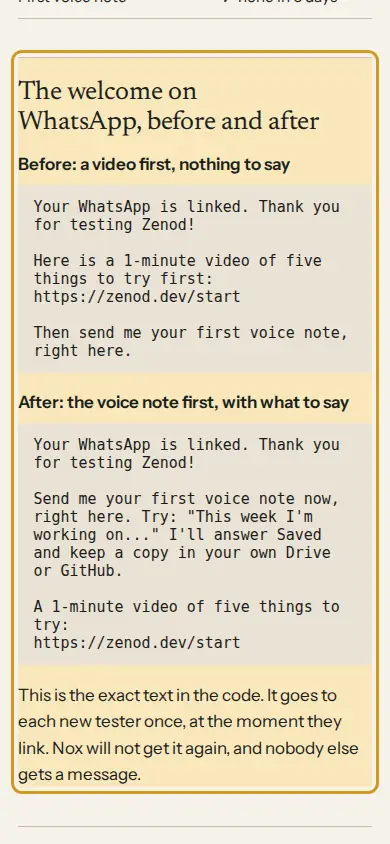 The welcome on
WhatsApp, before and after
Before: a video first, nothing to say
Your WhatsApp is linked. Thank you
for testing Zenod!
Here is a 1-minute video of five
things to try first:
https://zenod.dev/start
Then send me your first voice note,
right here.
After: the voice note first, with what to say
Your WhatsApp is linked. Thank you
for testing Zenod!
Send me your first voice note now,
right here. Try: "This week I'm
working on..." I'll answer Saved
and keep a copy in your own Drive
or GitHub.
A 1-minute video of five things to
try:
https://zenod.dev/start
This is the exact text in the code. It goes to
each new tester once, at the moment they
link. Nox will not get it again, and nobody else
gets a message.